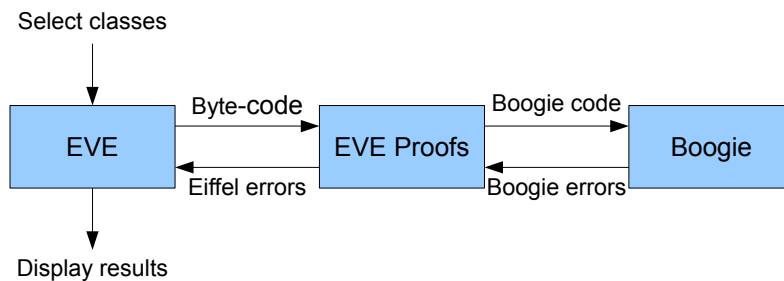 Select classes
Byte-code
Boogie code
EVE
EVE Proofs
Boogie
Eiffel errors
Boogie errors
Display results